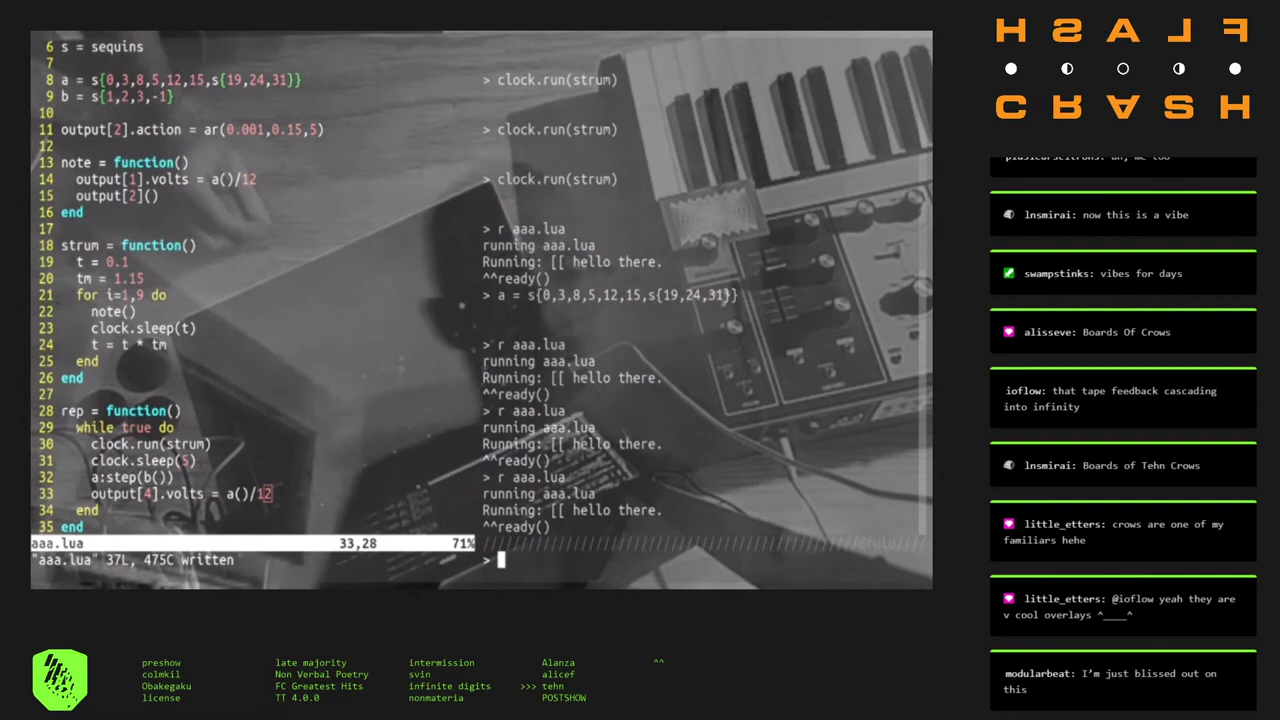 6 s = sequins
7
8 a = s{0,3,8,5,12,15,s{19,24,31}}
9 b = s{1,2,3,-1}
10
11 output[2].action = ar(0.001,0.15,5)
12
13 note = function()
14 output[1].volts = a()/12
15 output[2]()
16 end
17
18 strum = function()
19 t = 0.1
20 tm = 1.15
21 for i=1,9 do
22 note()
23 clock.sleep(t)
24 t = t * tm
25 end
26 end
27
28 rep = function()
29 while true do
30 clock.run(strum)
31 clock.sleep(5)
32 a:step(b())
33 output[4].volts = a()/12
34 end
35 end
aaa.lua 33,28 71%
"aaa.lua" 37L, 475C written
> clock.run(strum)
> clock.run(strum)
> clock.run(strum)
> r aaa.lua
running aaa.lua
Running: [[ hello there.
^^ready()
> a = s{0,3,8,5,12,15,s{19,24,31}}
> r aaa.lua
running aaa.lua
Running: [[ hello there.
^^ready()
> r aaa.lua
running aaa.lua
Running: [[ hello there.
^^ready()
> r aaa.lua
running aaa.lua
Running: [[ hello there.
^^ready()
//////////////////////////////////////////////////druid////
>
FLASH
CRASH
lnsmirai: now this is a vibe
swampstinks: vibes for days
alisseve: Boards Of Crows
ioflow: that tape feedback cascading
into infinity
lnsmirai: Boards of Tehn Crows
little_etters: crows are one of my
familiars hehe
little_etters: @ioflow yeah they are
v cool overlays ^____^
modularbeat: I'm just blissed out on
this
preshow
colmkil
Obakegaku
license
late majority
Non Verbal Poetry
FC Greatest Hits
TT 4.0.0
intermission
svin
infinite digits
nonmateria
Alanza
alicef
>>> tehn
POSTSHOW
^^